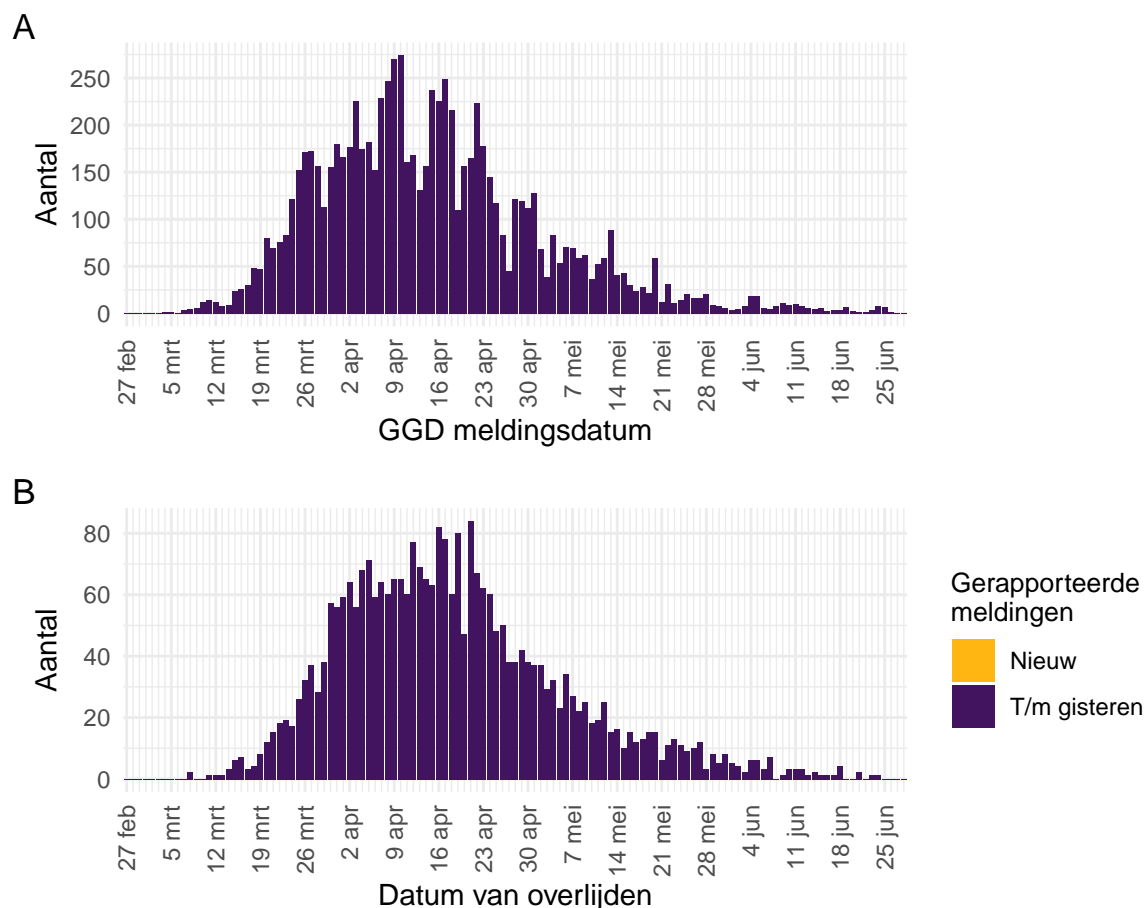 A
Aantal
250
200
150
100
50
0
27 feb
5 mrt
12 mrt
19 mrt
26 mrt
2 apr
9 apr
16 apr
23 apr
30 apr
7 mei
14 mei
21 mei
28 mei
4 jun
11 jun
18 jun
25 jun
GGD meldingsdatum
B
Aantal
80
60
40
20
0
27 feb
5 mrt
12 mrt
19 mrt
26 mrt
2 apr
9 apr
16 apr
23 apr
30 apr
7 mei
14 mei
21 mei
28 mei
4 jun
11 jun
18 jun
25 jun
Datum van overlijden
Gerapporteerde
meldingen
Nieuw
T/m gisteren